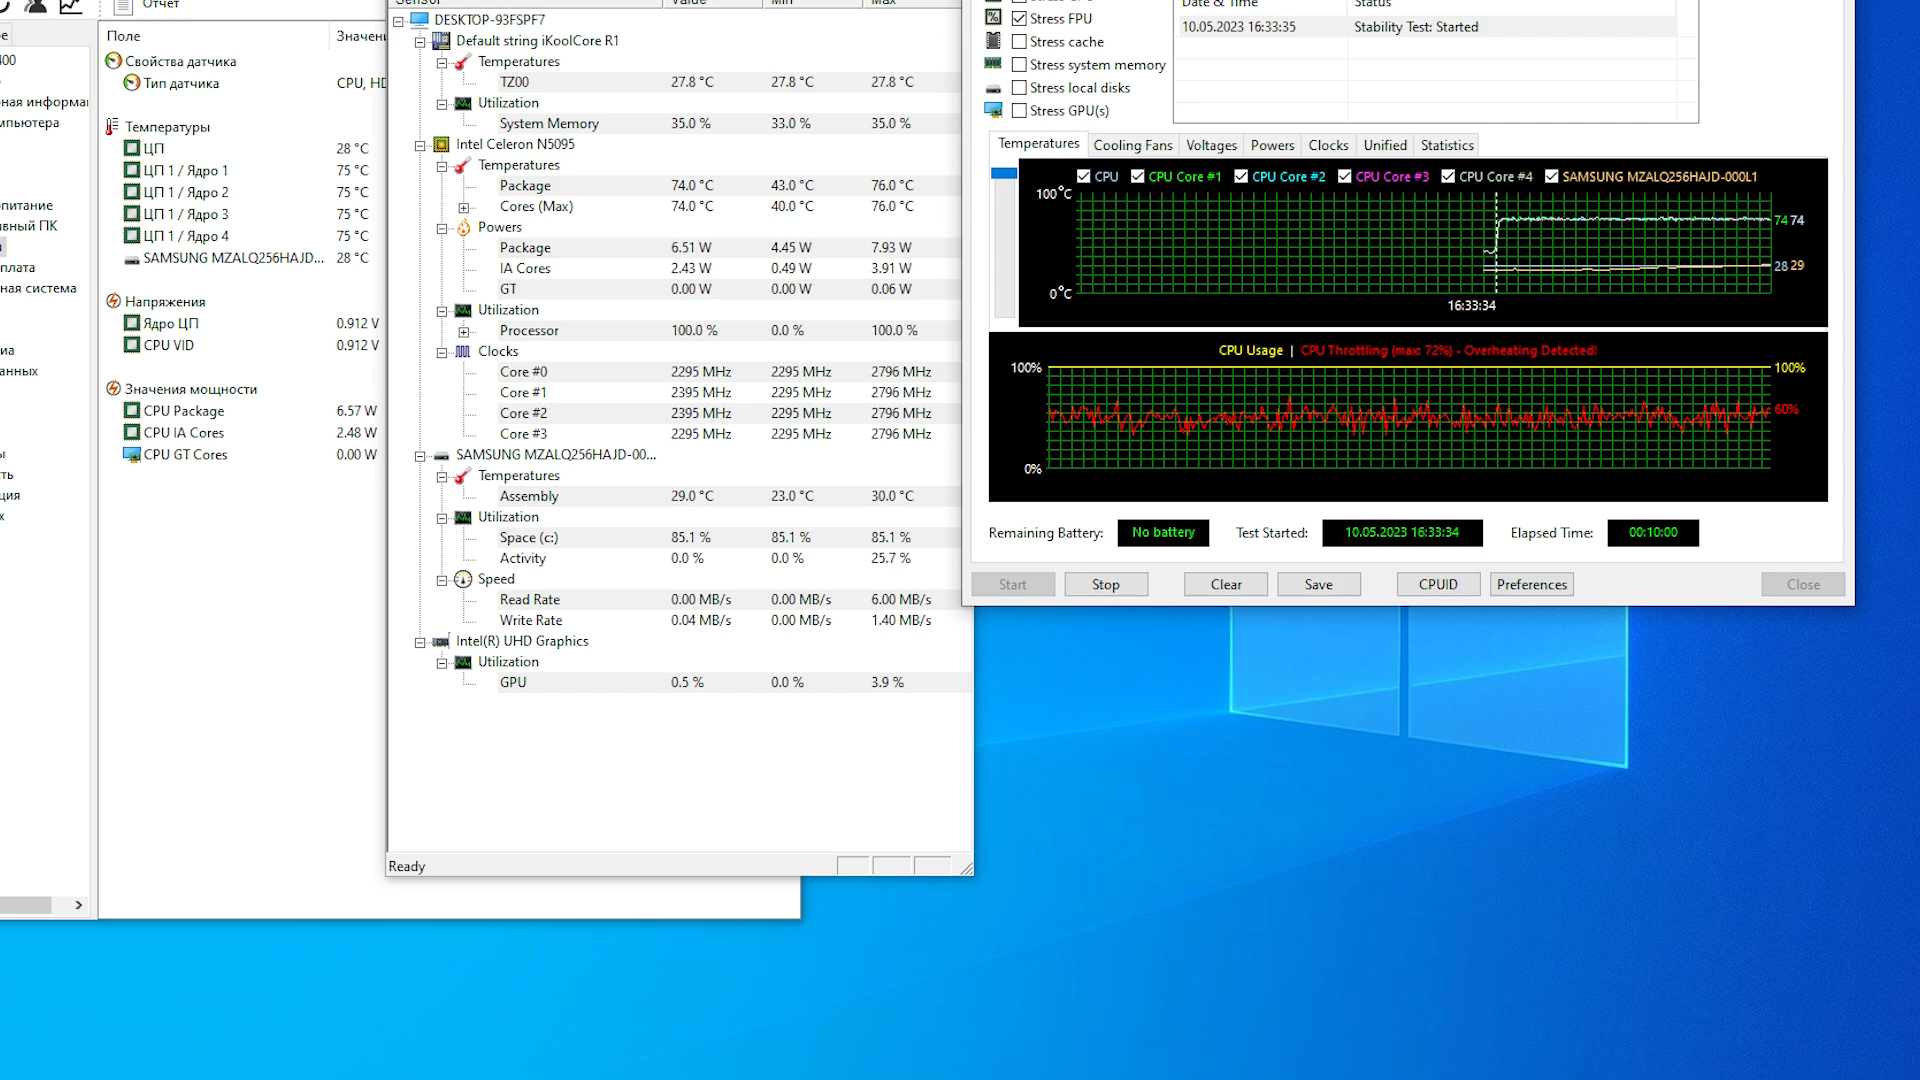 Отчет
Поле
Значени
Свойства датчика
Тип датчика CPU, HD
Температуры
ЦП 28 °C
ЦП 1 / Ядро 1 75 °C
ЦП 1 / Ядро 2 75 °C
ЦП 1 / Ядро 3 75 °C
ЦП 1 / Ядро 4 75 °C
SAMSUNG MZALQ256HAJD... 28 °C
Напряжения
Ядро ЦП 0.912 V
CPU VID 0.912 V
Значения мощности
CPU Package 6.57 W
CPU IA Cores 2.48 W
CPU GT Cores 0.00 W
400
ная информац
мпьютера
опитание
ивный ПК
плата
ная система
ия
анных
сть
ция
DESKTOP-93FSPF7
Default string iKoolCore R1
Temperatures
TZ00 27.8 °C 27.8 °C 27.8 °C
Utilization
System Memory 35.0 % 33.0 % 35.0 %
Intel Celeron N5095
Temperatures
Package 74.0 °C 43.0 °C 76.0 °C
Cores (Max) 74.0 °C 40.0 °C 76.0 °C
Powers
Package 6.51 W 4.45 W 7.93 W
IA Cores 2.43 W 0.49 W 3.91 W
GT 0.00 W 0.00 W 0.06 W
Utilization
Processor 100.0 % 0.0 % 100.0 %
Clocks
Core #0 2295 MHz 2295 MHz 2796 MHz
Core #1 2395 MHz 2295 MHz 2796 MHz
Core #2 2395 MHz 2295 MHz 2796 MHz
Core #3 2295 MHz 2295 MHz 2796 MHz
SAMSUNG MZALQ256HAJD-00...
Temperatures
Assembly 29.0 °C 23.0 °C 30.0 °C
Utilization
Space (c:) 85.1 % 85.1 % 85.1 %
Activity 0.0 % 0.0 % 25.7 %
Speed
Read Rate 0.00 MB/s 0.00 MB/s 6.00 MB/s
Write Rate 0.04 MB/s 0.00 MB/s 1.40 MB/s
Intel(R) UHD Graphics
Utilization
GPU 0.5 % 0.0 % 3.9 %
Ready
Stress FPU
Stress cache
Stress system memory
Stress local disks
Stress GPU(s)
Date & Time Status
10.05.2023 16:33:35 Stability Test: Started
Temperatures Cooling Fans Voltages Powers Clocks Unified Statistics
CPU CPU Core #1 CPU Core #2 CPU Core #3 CPU Core #4 SAMSUNG MZALQ256HAJD-000L1
100°C
74 74
28 29
0°C
16:33:34
CPU Usage | CPU Throttling (max: 72%) - Overheating Detected!
100% 100%
60%
0%
Remaining Battery: No battery Test Started: 10.05.2023 16:33:34 Elapsed Time: 00:10:00
Start Stop Clear Save CPUID Preferences Close